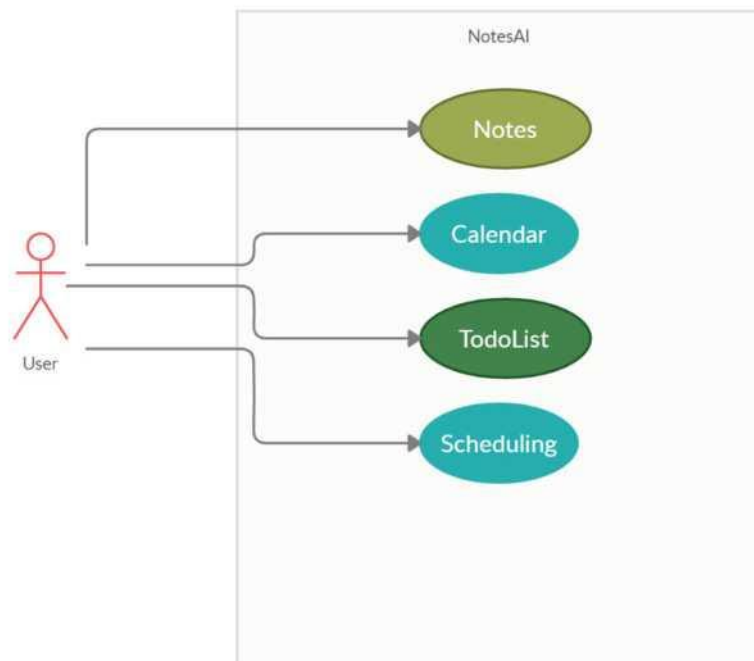 NotesAI
Notes
Calendar
TodoList
User
Scheduling